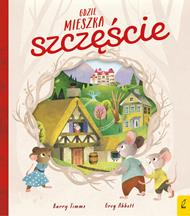 GDZIE
MIESZKA
szczęście
Barry Timms
Greg Abbott